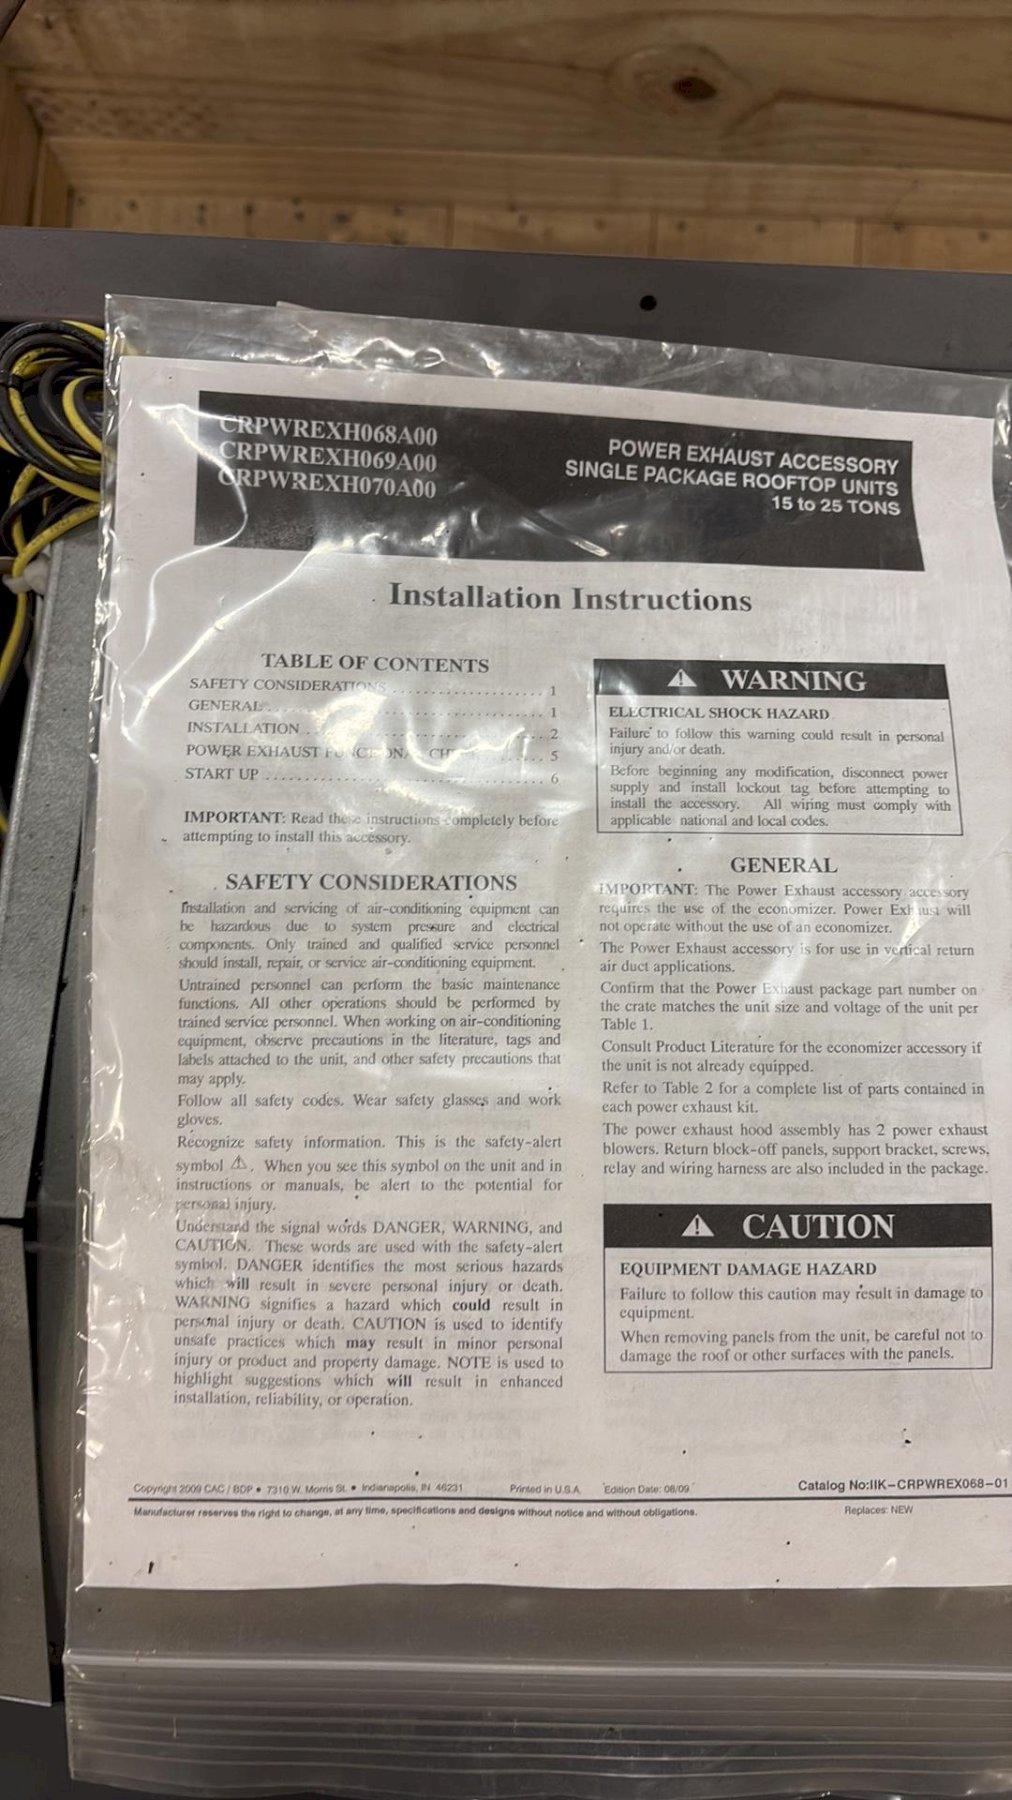 CRPWREXH068A00
CRPWREXH069A00
CRPWREXH070A00
POWER EXHAUST ACCESSORY
SINGLE PACKAGE ROOFTOP UNITS
15 to 25 TONS
Installation Instructions
TABLE OF CONTENTS
SAFETY CONSIDERATIONS .................... 1
GENERAL .................... 1
INSTALLATION .................... 2
POWER EXHAUST .................... 5
START UP .................... 6
IMPORTANT: Read these instructions completely before
attempting to install this accessory.
SAFETY CONSIDERATIONS
Installation and servicing of air-conditioning equipment can
be hazardous due to system pressure and electrical
components. Only trained and qualified service personnel
should install, repair, or service air-conditioning equipment.
Untrained personnel can perform the basic maintenance
functions. All other operations should be performed by
trained service personnel. When working on air-conditioning
equipment, observe precautions in the literature, tags and
labels attached to the unit, and other safety precautions that
may apply.
Follow all safety codes. Wear safety glasses and work
gloves.
Recognize safety information. This is the safety-alert
symbol ⚠. When you see this symbol on the unit and in
instructions or manuals, be alert to the potential for
personal injury.
Understand the signal words DANGER, WARNING, and
CAUTION. These words are used with the safety-alert
symbol. DANGER identifies the most serious hazards
which will result in severe personal injury or death.
WARNING signifies a hazard which could result in
personal injury or death. CAUTION is used to identify
unsafe practices which may result in minor personal
injury or product and property damage. NOTE is used to
highlight suggestions which will result in enhanced
installation, reliability, or operation.
⚠ WARNING
ELECTRICAL SHOCK HAZARD
Failure to follow this warning could result in personal
injury and/or death.
Before beginning any modification, disconnect power
supply and install lockout tag before attempting to
install the accessory. All wiring must comply with
applicable national and local codes.
GENERAL
IMPORTANT: The Power Exhaust accessory accessory
requires the use of the economizer. Power Exhaust will
not operate without the use of an economizer.
The Power Exhaust accessory is for use in vertical return
air duct applications.
Confirm that the Power Exhaust package part number on
the crate matches the unit size and voltage of the unit per
Table 1.
Consult Product Literature for the economizer accessory if
the unit is not already equipped.
Refer to Table 2 for a complete list of parts contained in
each power exhaust kit.
The power exhaust hood assembly has 2 power exhaust
blowers. Return block-off panels, support bracket, screws,
relay and wiring harness are also included in the package.
⚠ CAUTION
EQUIPMENT DAMAGE HAZARD
Failure to follow this caution may result in damage to
equipment.
When removing panels from the unit, be careful not to
damage the roof or other surfaces with the panels.
Copyright 2009 CAC / BDP • 7310 W. Morris St. • Indianapolis, IN 46231 Printed in U.S.A. Edition Date: 08/09 Catalog No:IIK-CRPWREX068-01
Manufacturer reserves the right to change, at any time, specifications and designs without notice and without obligations. Replaces: NEW